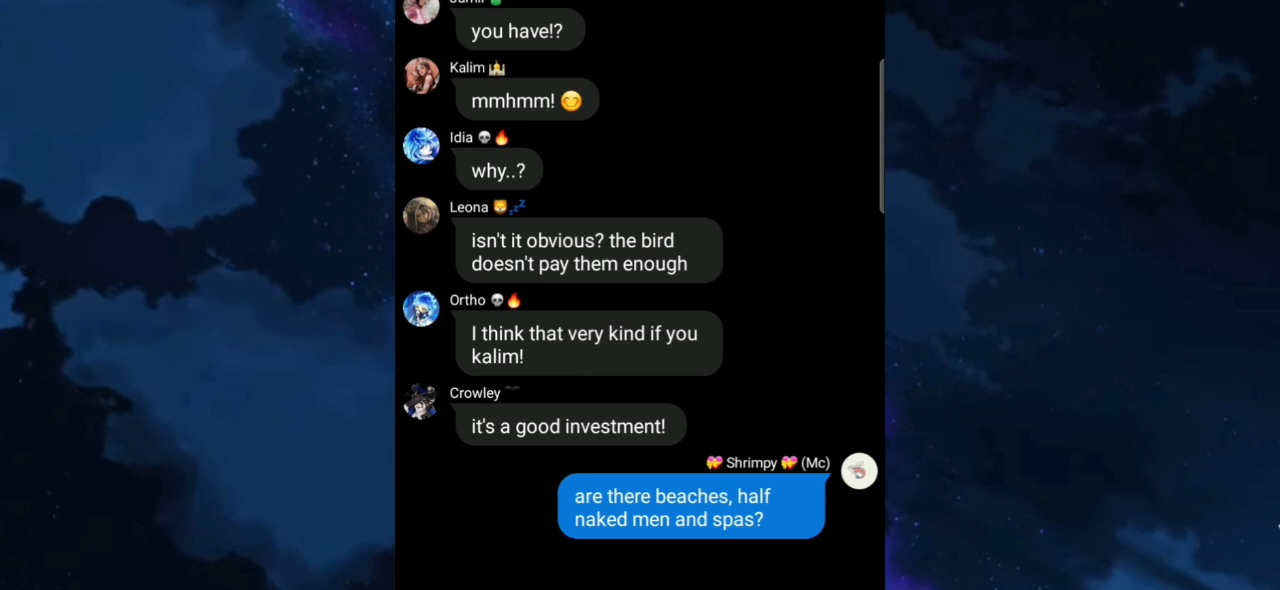 you have!?
Kalim 🕌
mmhmm! 😊
Idia 💀🔥
why..?
Leona 🦁💤
isn't it obvious? the bird
doesn't pay them enough
Ortho 💀🔥
I think that very kind if you
kalim!
Crowley
it's a good investment!
💝 Shrimpy 💝 (Mc)
are there beaches, half
naked men and spas?